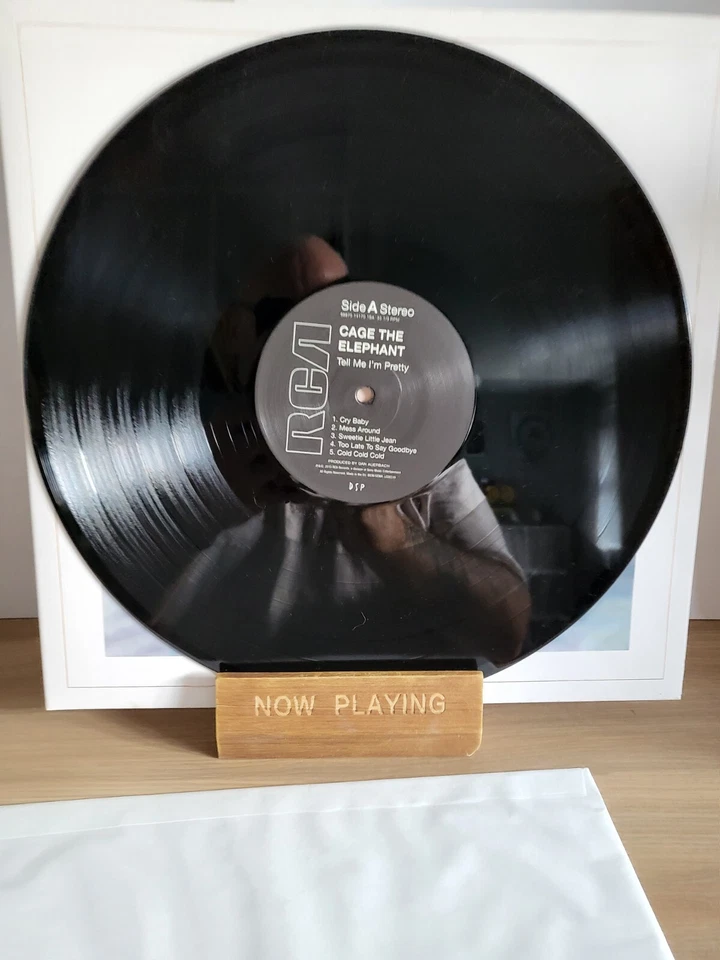 Side A Stereo
RCA
CAGE THE
ELEPHANT
Tell Me I'm Pretty
1. Cry Baby
2. Mess Around
3. Sweetie Little Jean
4. Too Late To Say Goodbye
5. Cold Cold Cold
PRODUCED BY DAN AUERBACH
DSP
NOW PLAYING